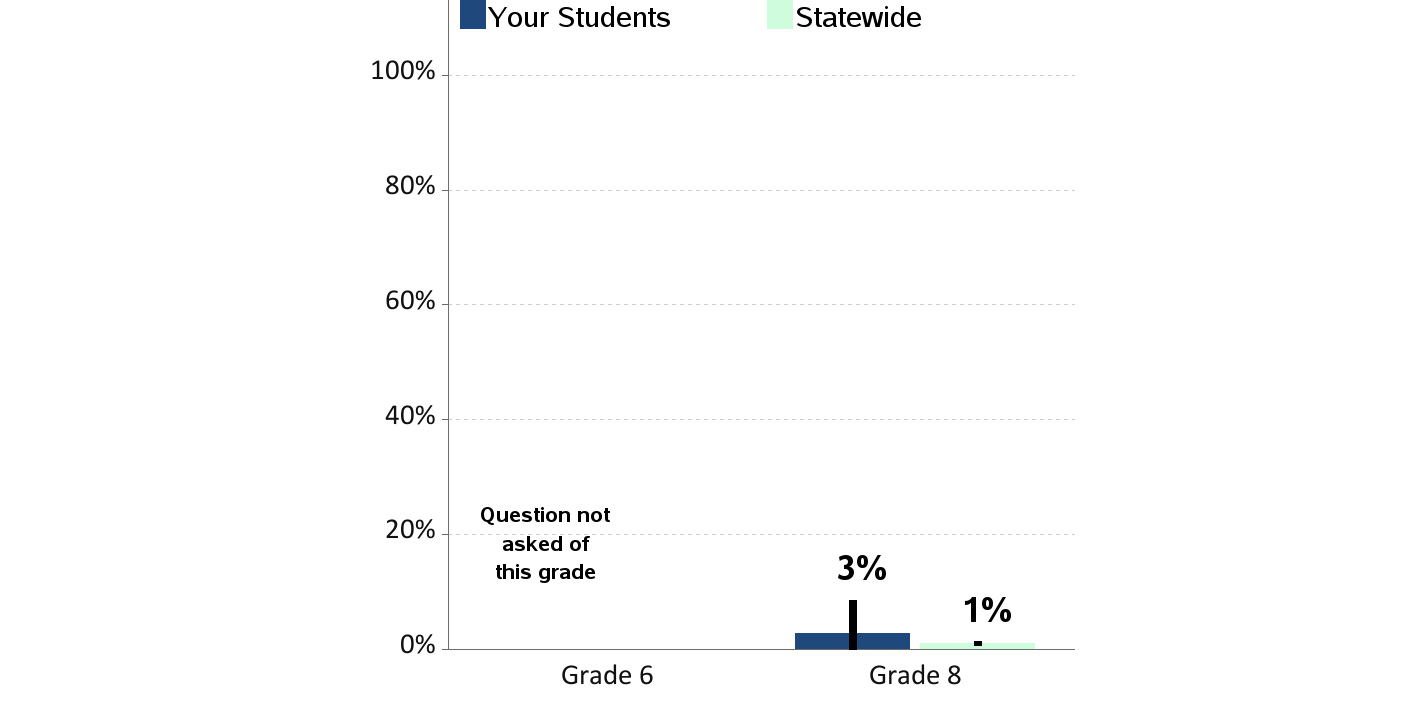 Your Students Statewide
100%
80%
60%
40%
20%
0%
Question not
asked of
this grade
3%
1%
Grade 6 Grade 8